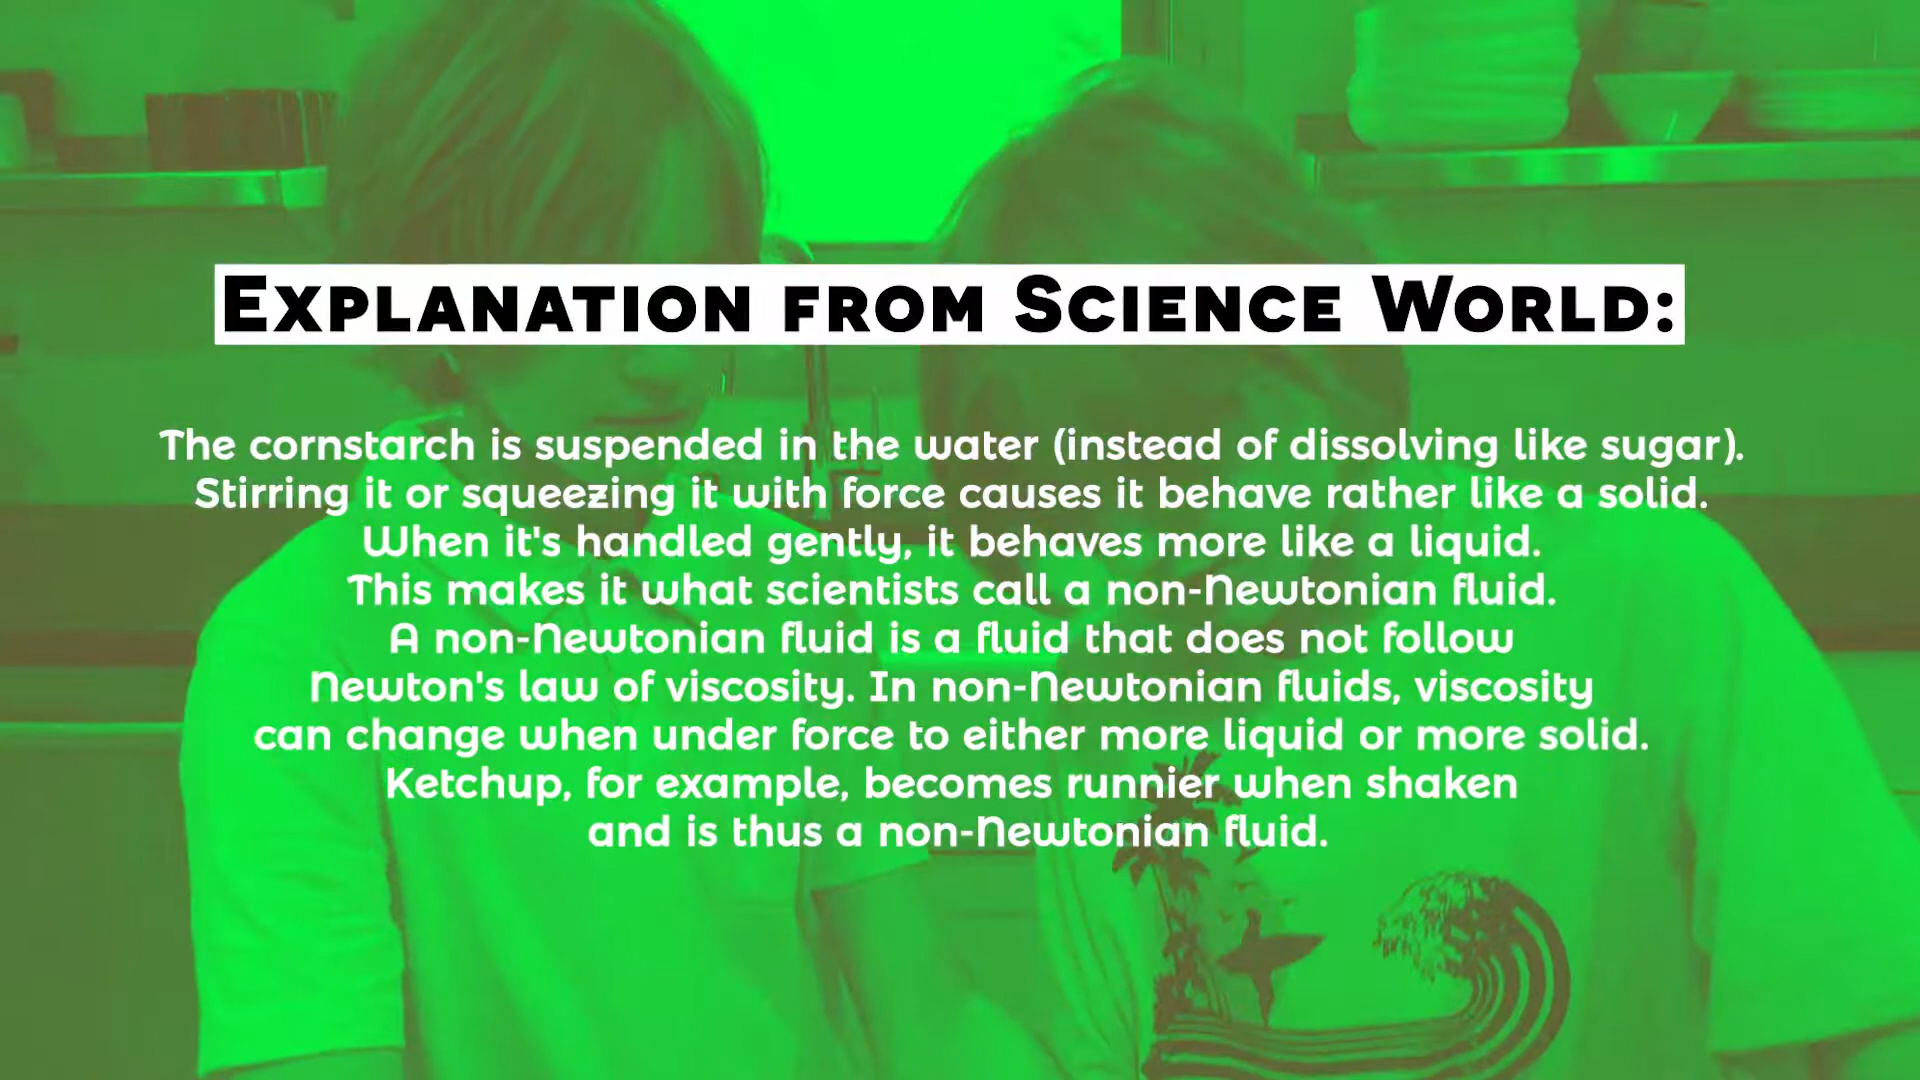 Explanation from Science World:
The cornstarch is suspended in the water (instead of dissolving like sugar).
Stirring it or squeezing it with force causes it behave rather like a solid.
When it's handled gently, it behaves more like a liquid.
This makes it what scientists call a non-Newtonian fluid.
A non-Newtonian fluid is a fluid that does not follow
Newton's law of viscosity. In non-Newtonian fluids, viscosity
can change when under force to either more liquid or more solid.
Ketchup, for example, becomes runnier when shaken
and is thus a non-Newtonian fluid.